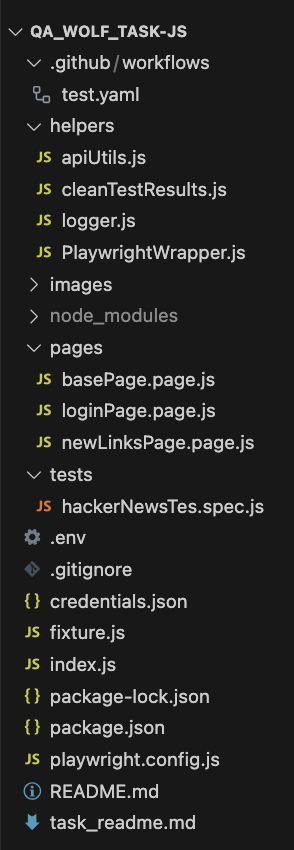 QA_WOLF_TASK-JS
.github/workflows
test.yaml
helpers
JS apiUtils.js
JS cleanTestResults.js
JS logger.js
JS PlaywrightWrapper.js
images
node_modules
pages
JS basePage.page.js
JS loginPage.page.js
JS newLinksPage.page.js
tests
JS hackerNewsTes.spec.js
.env
.gitignore
{} credentials.json
JS fixture.js
JS index.js
{} package-lock.json
{} package.json
JS playwright.config.js
README.md
task_readme.md